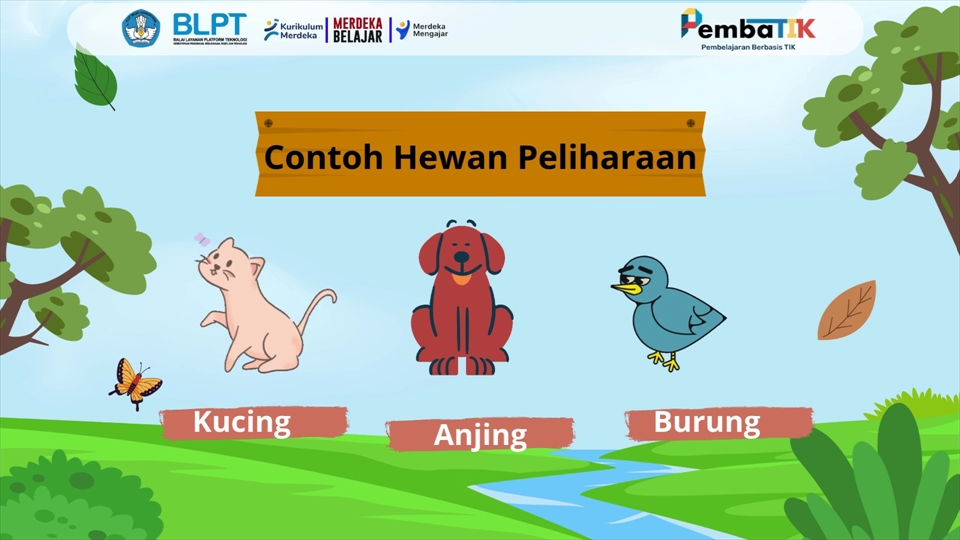 BLPT
BALAI LAYANAN PLATFORM TEKNOLOGI
Kurikulum
Merdeka
MERDEKA
BELAJAR
Merdeka
Mengajar
PembaTIK
Pembelajaran Berbasis TIK
Contoh Hewan Peliharaan
Kucing
Anjing
Burung